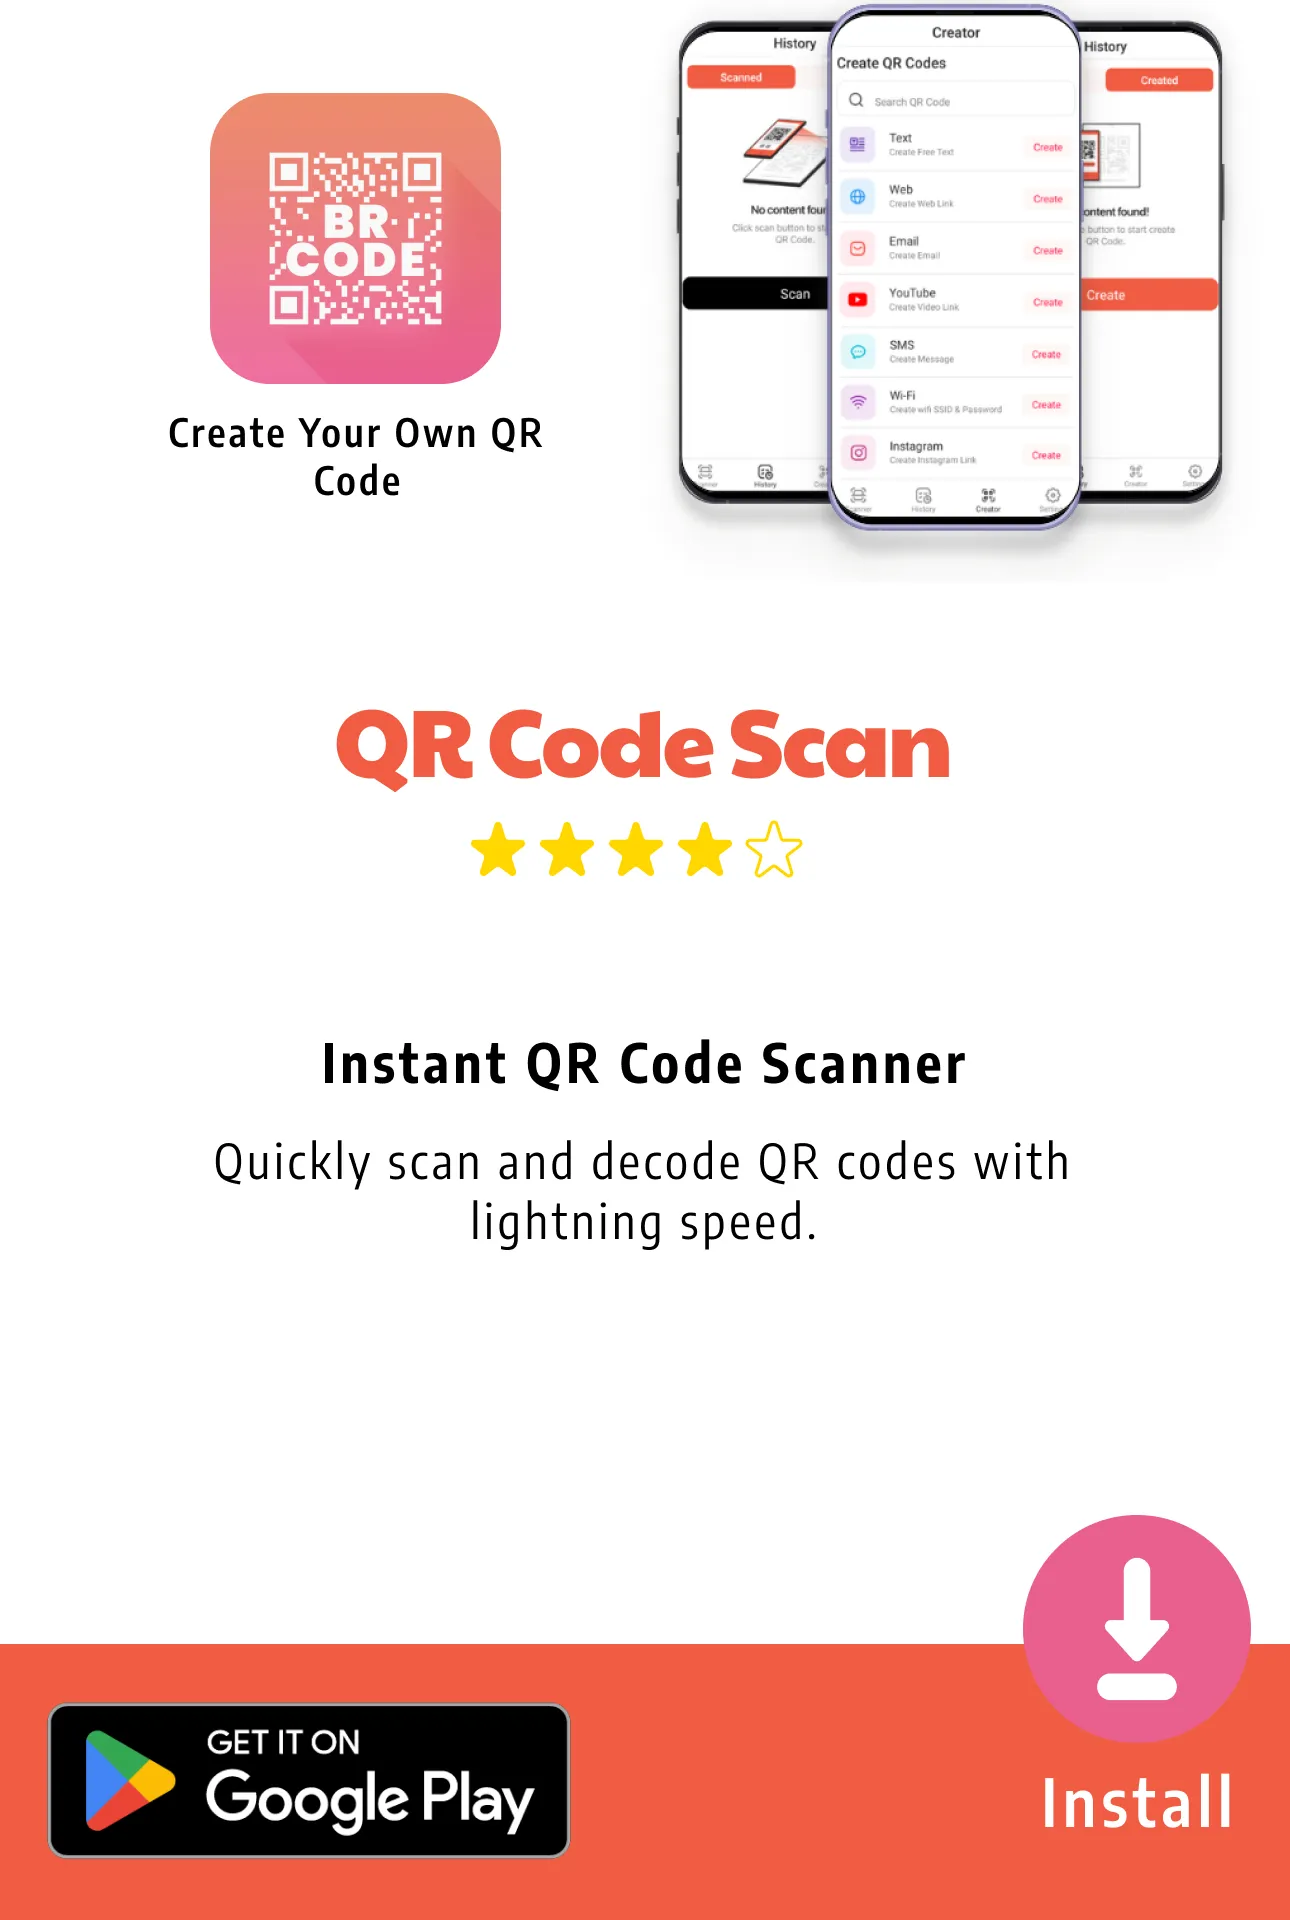 BR
CODE
Create Your Own QR
Code
History
Scanned
No content
Click scan button to
QR Code.
Scan
History
Creator
Create QR Codes
Search QR Code
Text
Create Free Text
Create
Web
Create Web Link
Create
Email
Create Email
Create
YouTube
Create Video Link
Create
SMS
Create Message
Create
Wi-Fi
Create wifi SSID & Password
Create
Instagram
Create Instagram Link
Create
History
Creator
History
Created
content found!
button to start create
QR Code.
Create
Creator
QR Code Scan
Instant QR Code Scanner
Quickly scan and decode QR codes with
lightning speed.
GET IT ON
Google Play
Install